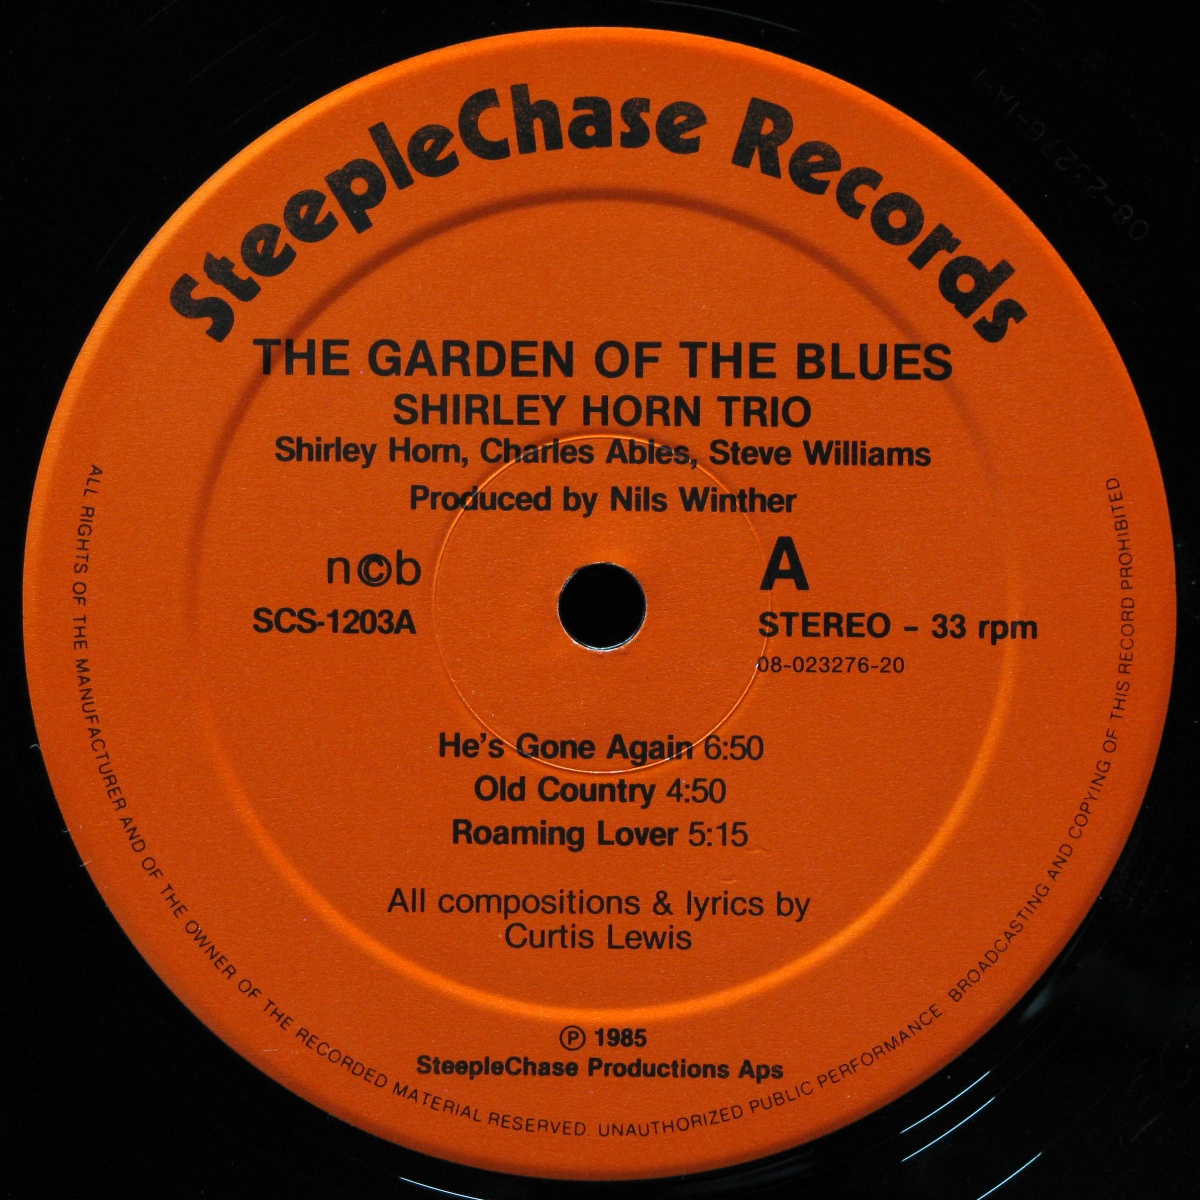 SteepleChase Records
THE GARDEN OF THE BLUES
SHIRLEY HORN TRIO
Shirley Horn, Charles Ables, Steve Williams
Produced by Nils Winther
n©b
A
SCS-1203A
STEREO – 33 rpm
08-023276-20
He's Gone Again 6:50
Old Country 4:50
Roaming Lover 5:15
All compositions & lyrics by
Curtis Lewis
℗ 1985
SteepleChase Productions Aps
ALL RIGHTS OF THE MANUFACTURER AND OF THE OWNER OF THE RECORDED MATERIAL RESERVED. UNAUTHORIZED PUBLIC PERFORMANCE. BROADCASTING AND COPYING OF THIS RECORD PROHIBITED